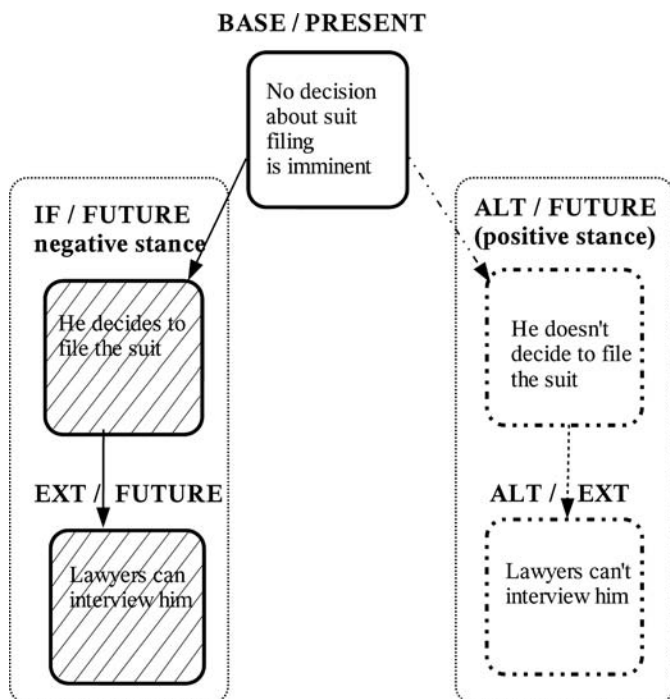 BASE / PRESENT
No decision
about suit
filing
is imminent
IF / FUTURE
negative stance
He decides to
file the suit
EXT / FUTURE
Lawyers can
interview him
ALT / FUTURE
(positive stance)
He doesn't
decide to file
the suit
ALT / EXT
Lawyers can't
interview him